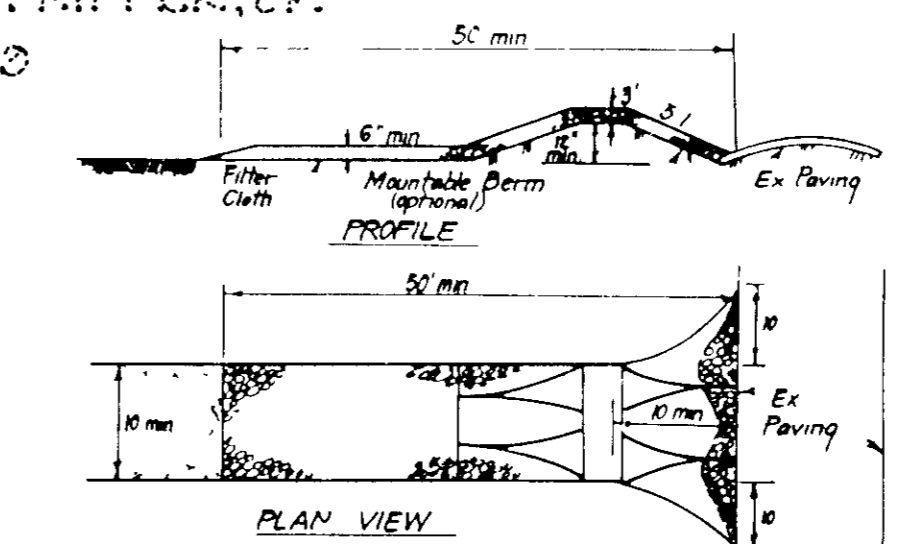 50 min
3'
5 1
6" min
12" min.
Filter Cloth
Mountable Berm
(optional)
Ex Paving
PROFILE
50' min
10
10 min
10 min
Ex
Paving
10
PLAN VIEW